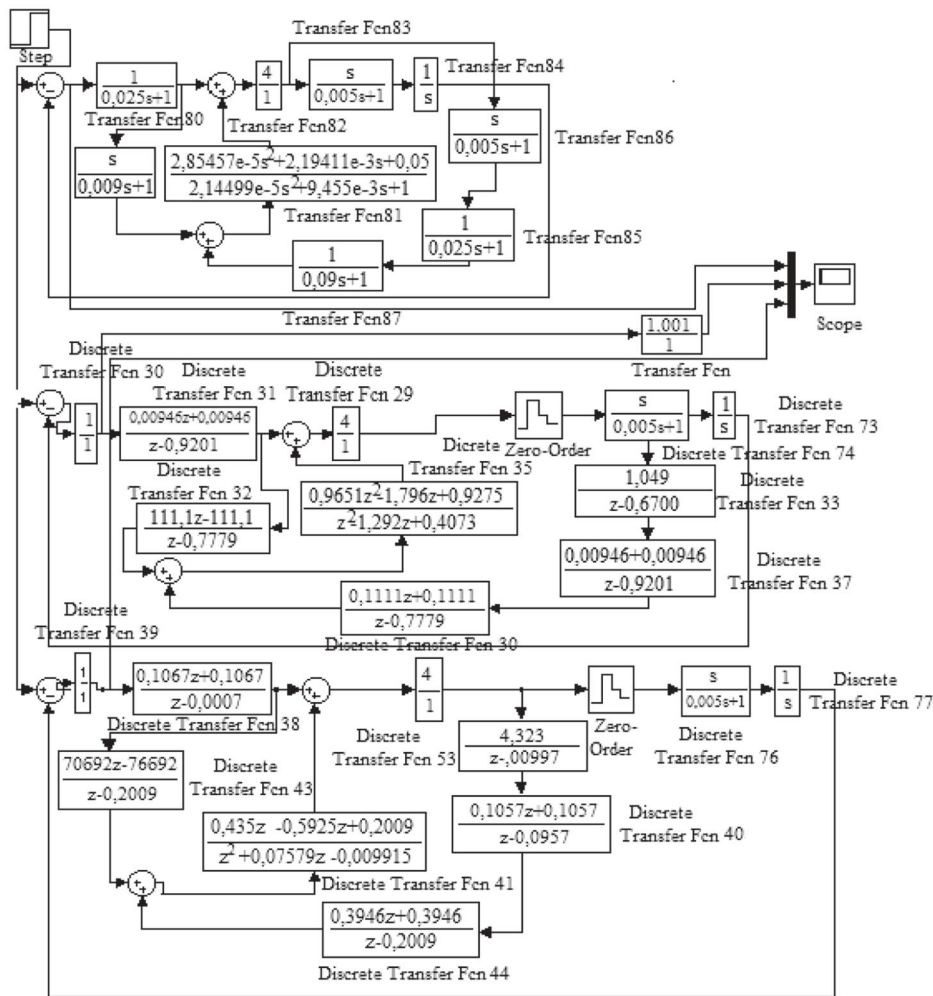 Step
Transfer Fcn83
1
0,025s+1
4
1
s
0,005s+1
1
s
Transfer Fcn84
Transfer Fcn80
Transfer Fcn82
s
0,009s+1
2,85457e-5s²+2,19411e-3s+0,05
2,14499e-5s²+9,455e-3s+1
s
0,005s+1
Transfer Fcn86
Transfer Fcn81
1
0,025s+1
Transfer Fcn85
1
0,09s+1
Transfer Fcn87
1,001
1
Scope
Transfer Fcn
Discrete
Transfer Fcn 30
Discrete
Transfer Fcn 31
Discrete
Transfer Fcn 29
1
1
0,00946z+0,00946
z-0,9201
4
1
Zero-Order
s
0,005s+1
1
s
Discrete
Transfer Fcn 73
Discrete Transfer Fcn 74
Discrete
Transfer Fcn 32
Dicrete
Transfer Fcn 35
111,1z-111,1
z-0,7779
0,9651z²-1,796z+0,9275
z²-1,292z+0,4073
1,049
z-0,6700
Discrete
Transfer Fcn 33
0,00946+0,00946
z-0,9201
Discrete
Transfer Fcn 37
0,1111z+0,1111
z-0,7779
Discrete Transfer Fcn 30
Discrete
Transfer Fcn 39
1
1
0,1067z+0,1067
z-0,0007
4
1
Zero-
Order
s
0,005s+1
1
s
Discrete
Transfer Fcn 77
Discrete Transfer Fcn 38
Discrete
Transfer Fcn 53
Discrete
Transfer Fcn 76
70692z-76692
z-0,2009
Discrete
Transfer Fcn 43
4,323
z-,00997
0,435z -0,5925z+0,2009
z² +0,07579z -0,009915
0,1057z+0,1057
z-0,0957
Discrete
Transfer Fcn 40
Discrete Transfer Fcn 41
0,3946z+0,3946
z-0,2009
Discrete Transfer Fcn 44